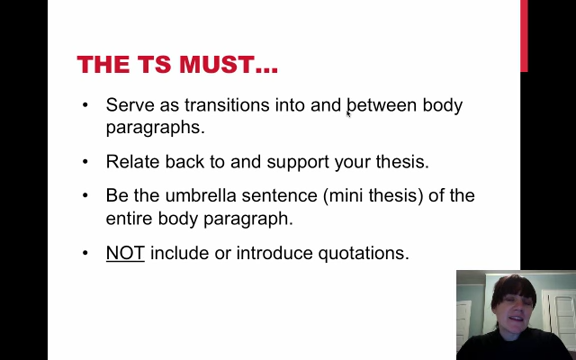 THE TS MUST...
• Serve as transitions into and between body
paragraphs.
• Relate back to and support your thesis.
• Be the umbrella sentence (mini thesis) of the
entire body paragraph.
• NOT include or introduce quotations.